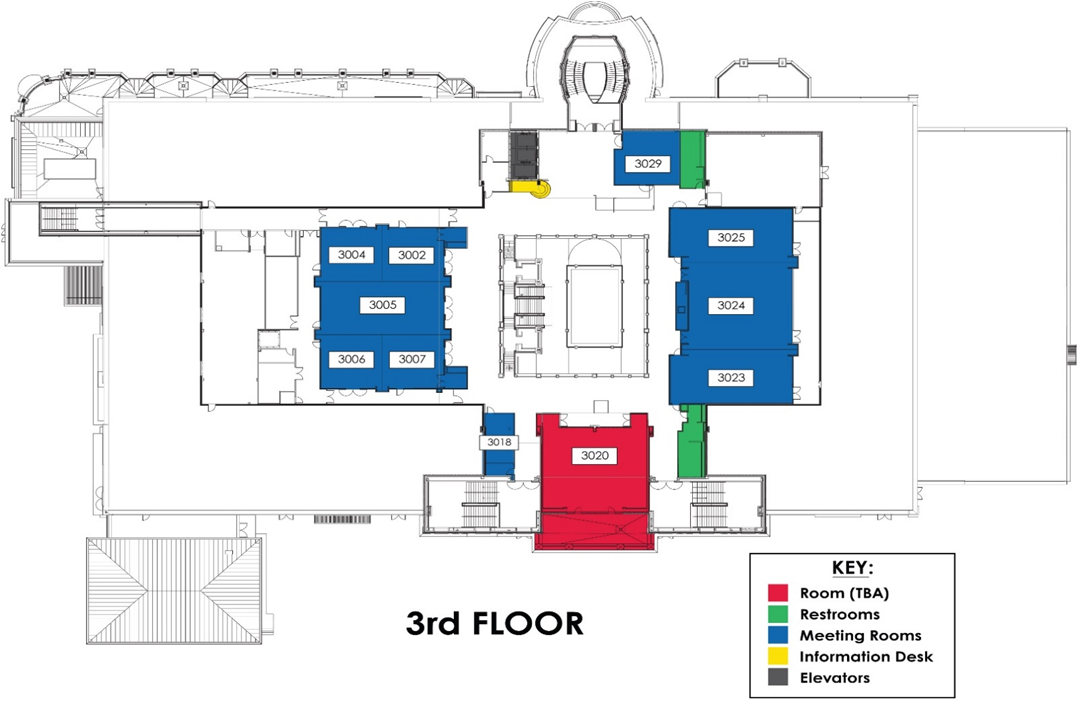 3029
3025
3004
3002
3005
3024
3006
3007
3023
3018
3020
KEY:
Room (TBA)
Restrooms
Meeting Rooms
Information Desk
Elevators
3rd FLOOR